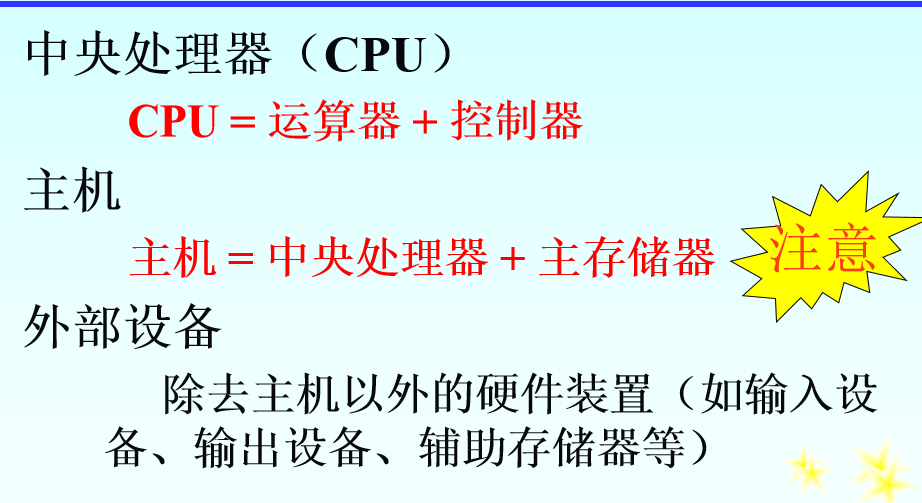 中央处理器（CPU）
CPU = 运算器 + 控制器
主机
主机 = 中央处理器 + 主存储器
注意
外部设备
除去主机以外的硬件装置（如输入设
备、输出设备、辅助存储器等）